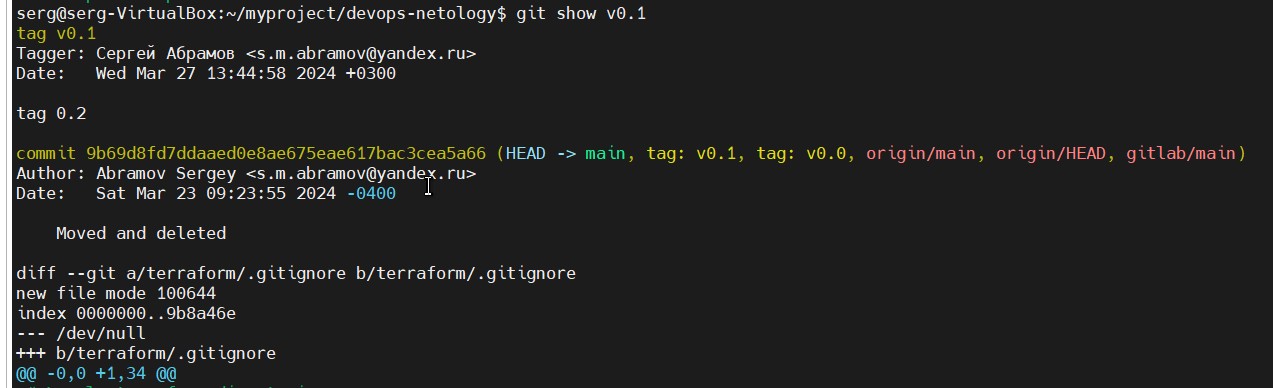 serg@serg-VirtualBox:~/myproject/devops-netology$ git show v0.1
tag v0.1
Tagger: Сергей Абрамов <s.m.abramov@yandex.ru>
Date:   Wed Mar 27 13:44:58 2024 +0300
tag 0.2
commit 9b69d8fd7ddaaed0e8ae675eae617bac3cea5a66 (HEAD -> main, tag: v0.1, tag: v0.0, origin/main, origin/HEAD, gitlab/main)
Author: Abramov Sergey <s.m.abramov@yandex.ru>
Date:   Sat Mar 23 09:23:55 2024 -0400
    Moved and deleted
diff --git a/terraform/.gitignore b/terraform/.gitignore
new file mode 100644
index 0000000..9b8a46e
--- /dev/null
+++ b/terraform/.gitignore
@@ -0,0 +1,34 @@